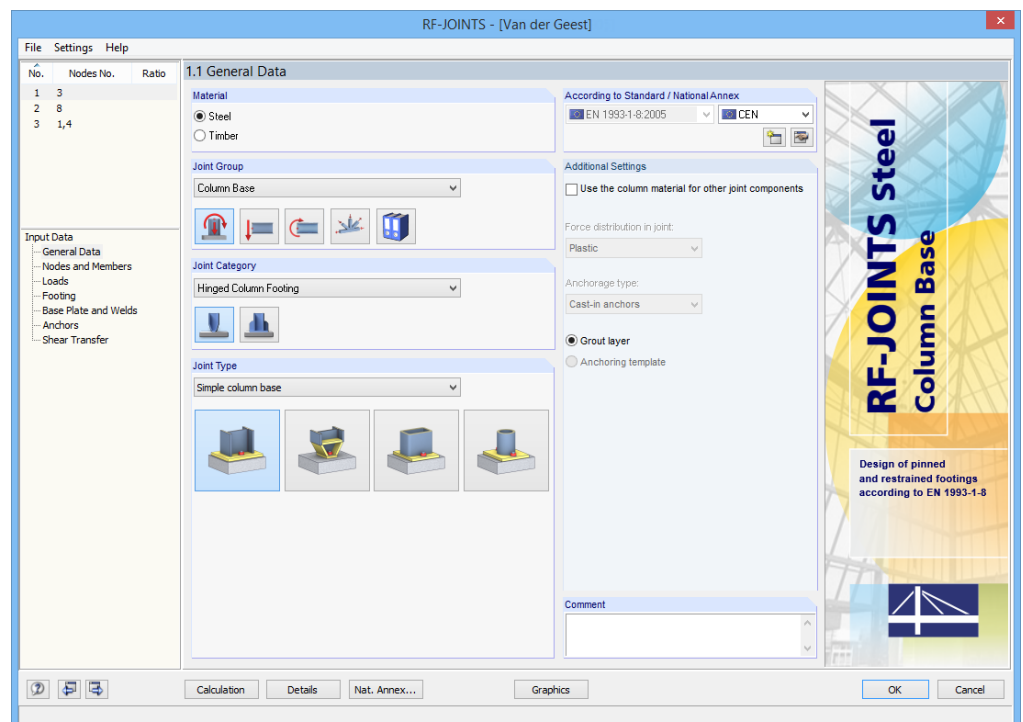 RF-JOINTS - [Van der Geest]
File Settings Help
No. Nodes No. Ratio
1 3
2 8
3 1,4
Input Data
General Data
Nodes and Members
Loads
Footing
Base Plate and Welds
Anchors
Shear Transfer
1.1 General Data
Material
Steel
Timber
Joint Group
Column Base
Joint Category
Hinged Column Footing
Joint Type
Simple column base
According to Standard / National Annex
EN 1993-1-8:2005 CEN
Additional Settings
Use the column material for other joint components
Force distribution in joint:
Plastic
Anchorage type:
Cast-in anchors
Grout layer
Anchoring template
Comment
RF-JOINTS Steel
Column Base
Design of pinned
and restrained footings
according to EN 1993-1-8
Calculation Details Nat. Annex... Graphics OK Cancel